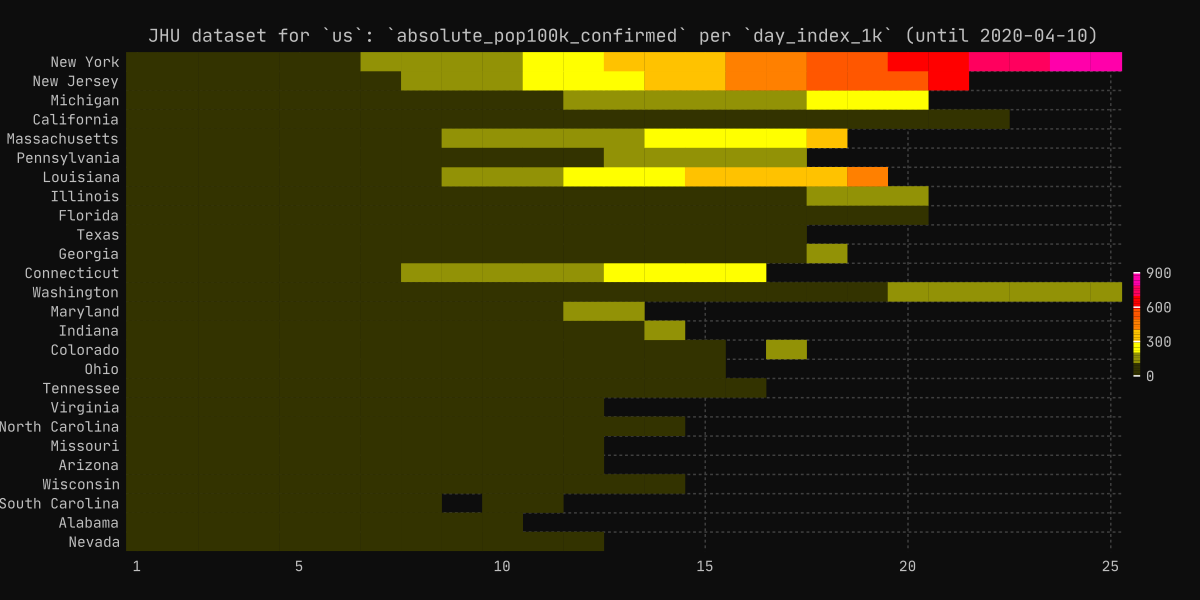 JHU dataset for `us`: `absolute_pop100k_confirmed` per `day_index_1k` (until 2020-04-10)
New York
New Jersey
Michigan
California
Massachusetts
Pennsylvania
Louisiana
Illinois
Florida
Texas
Georgia
Connecticut
Washington
Maryland
Indiana
Colorado
Ohio
Tennessee
Virginia
North Carolina
Missouri
Arizona
Wisconsin
South Carolina
Alabama
Nevada
1 5 10 15 20 25
900
600
300
0